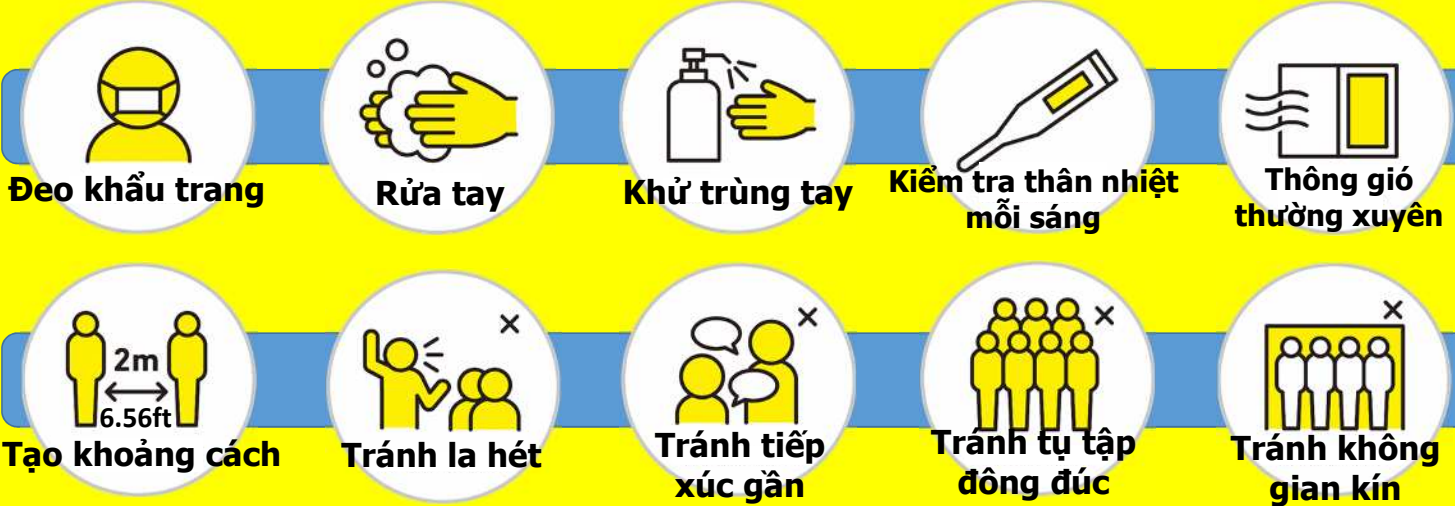 Đeo khẩu trang
Rửa tay
Khử trùng tay
Kiểm tra thân nhiệt
mỗi sáng
Thông gió
thường xuyên
2m
6.56ft
Tạo khoảng cách
Tránh la hét
Tránh tiếp
xúc gần
Tránh tụ tập
đông đúc
Tránh không
gian kín